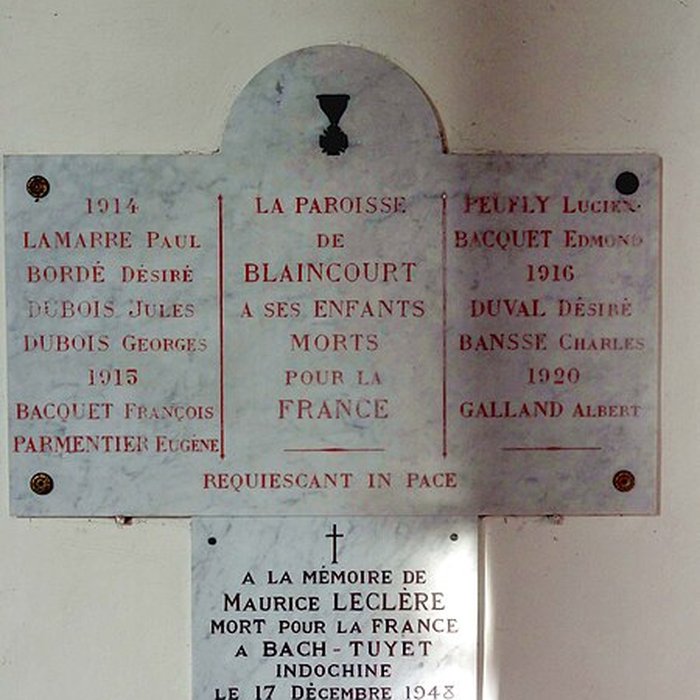 1914
LAMARRE PAUL
BORDÉ DÉSIRÉ
DUBOIS JULES
DUBOIS GEORGES
1915
BACQUET FRANÇOIS
PARMENTIER EUGÈNE
LA PAROISSE
DE
BLAINCOURT
A SES ENFANTS
MORTS
POUR LA
FRANCE
PEUFLY LUCIEN
BACQUET EDMOND
1916
DUVAL DÉSIRÉ
BANSSE CHARLES
1920
GALLAND ALBERT
REQUIESCANT IN PACE
A LA MÉMOIRE DE
MAURICE LECLÈRE
MORT POUR LA FRANCE
A BACH - TUYET
INDOCHINE
LE 17 DÉCEMBRE 1948